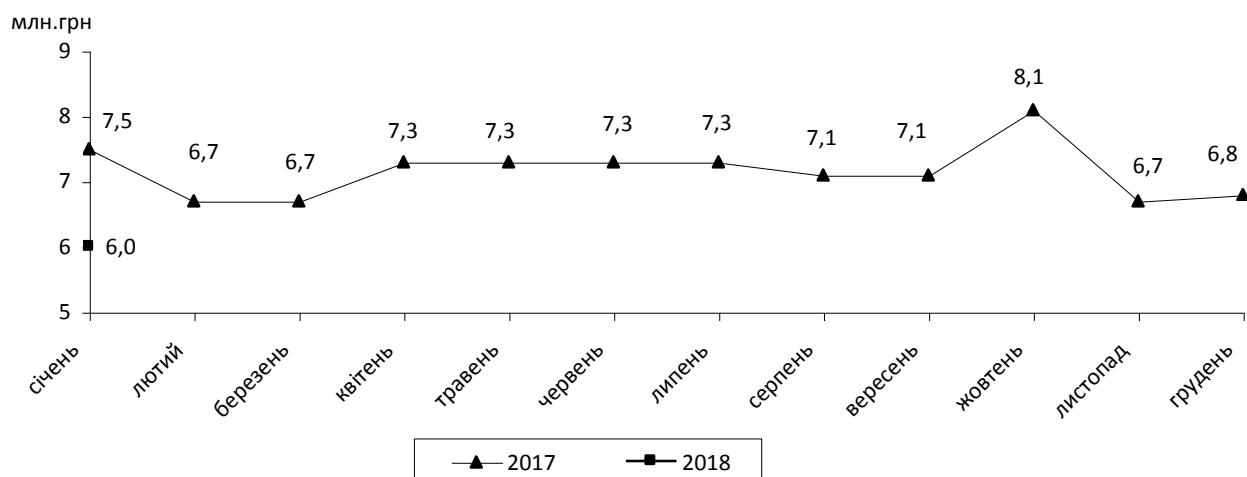 млн.грн
9
8
7
6
5
7,5
6,7
6,7
7,3
7,3
7,3
7,3
7,1
7,1
8,1
6,7
6,8
6,0
січень
лютий
березень
квітень
травень
червень
липень
серпень
вересень
жовтень
листопад
грудень
2017
2018